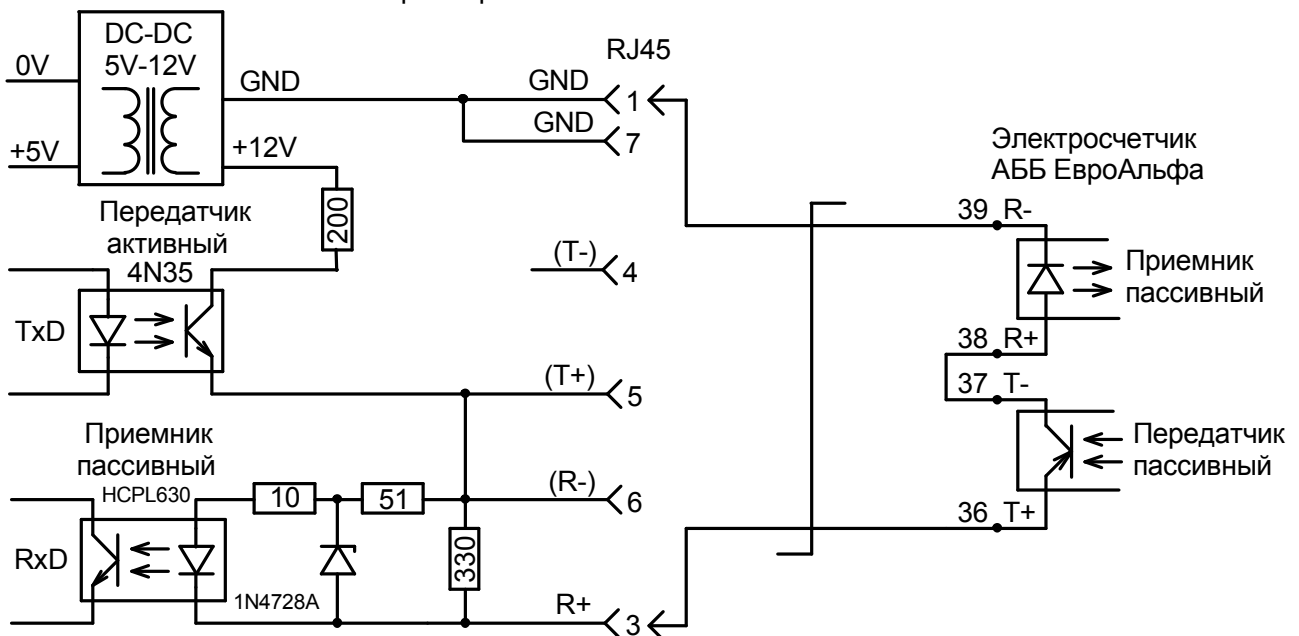 DC-DC
5V-12V
0V
+5V
GND
+12V
RJ45
GND
1
GND
7
200
Передатчик
активный
4N35
TxD
(T-)
4
(T+)
5
Приемник
пассивный
HCPL630
RxD
10
51
330
1N4728A
(R-)
6
R+
3
Электросчетчик
АББ ЕвроАльфа
39 R-
Приемник
пассивный
38 R+
37 T-
Передатчик
пассивный
36 T+